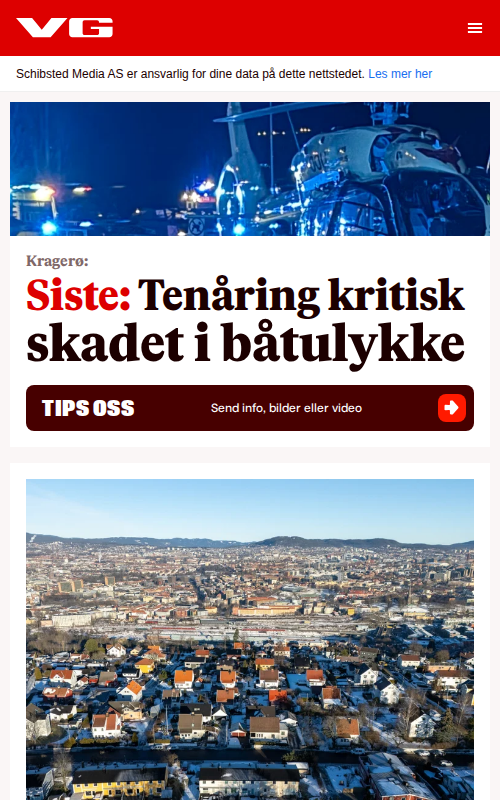 VG
Schibsted Media AS er ansvarlig for dine data på dette nettstedet. Les mer her
Kragerø:
Siste: Tenåring kritisk
skadet i båtulykke
TIPS OSS Send info, bilder eller video